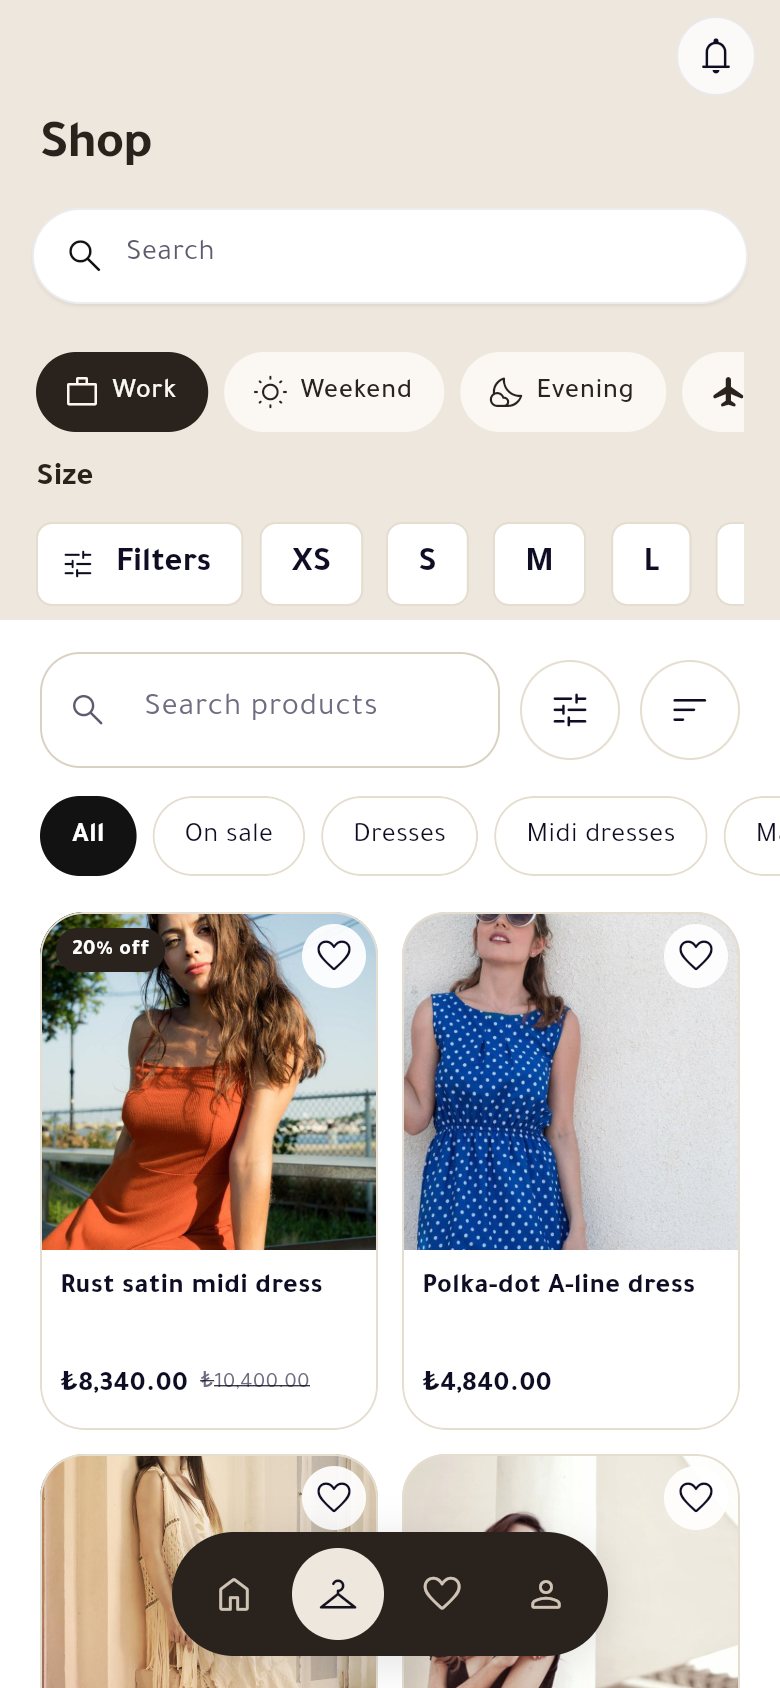 Shop
Search
Work Weekend Evening
Size
Filters XS S M L
Search products
All On sale Dresses Midi dresses
20% off
Rust satin midi dress Polka-dot A-line dress
₺8,340.00 ₺10,400.00 ₺4,840.00